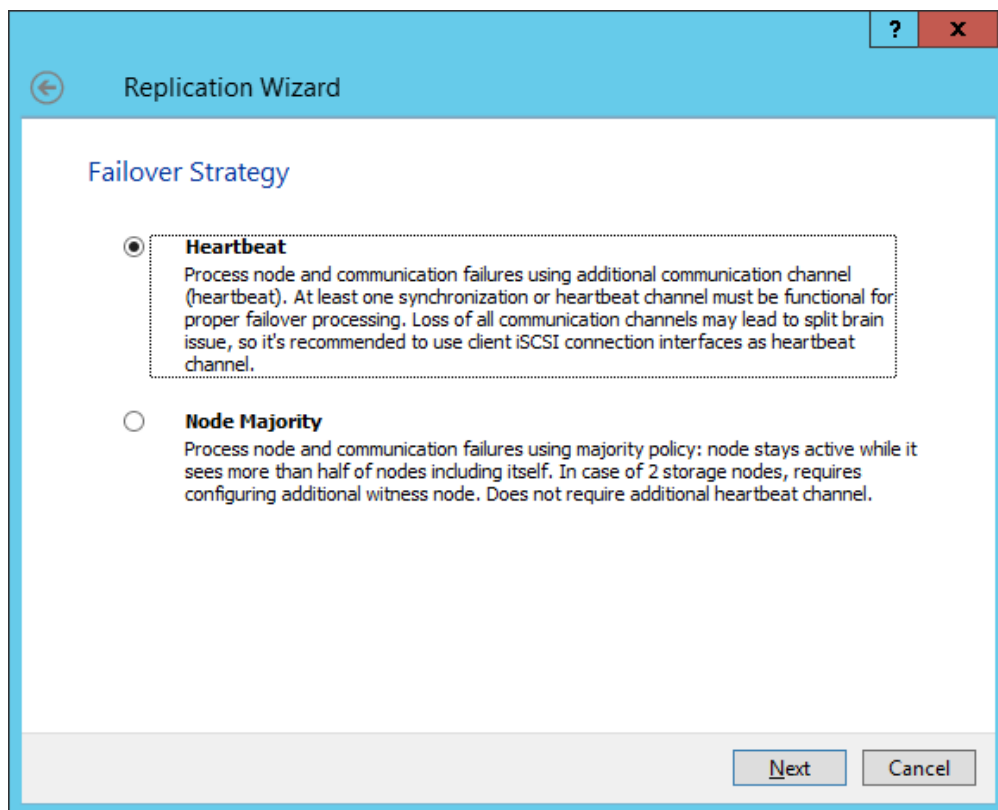 ? x
Replication Wizard
Failover Strategy
Heartbeat
Process node and communication failures using additional communication channel
(heartbeat). At least one synchronization or heartbeat channel must be functional for
proper failover processing. Loss of all communication channels may lead to split brain
issue, so it's recommended to use client iSCSI connection interfaces as heartbeat
channel.
Node Majority
Process node and communication failures using majority policy: node stays active while it
sees more than half of nodes including itself. In case of 2 storage nodes, requires
configuring additional witness node. Does not require additional heartbeat channel.
Next Cancel